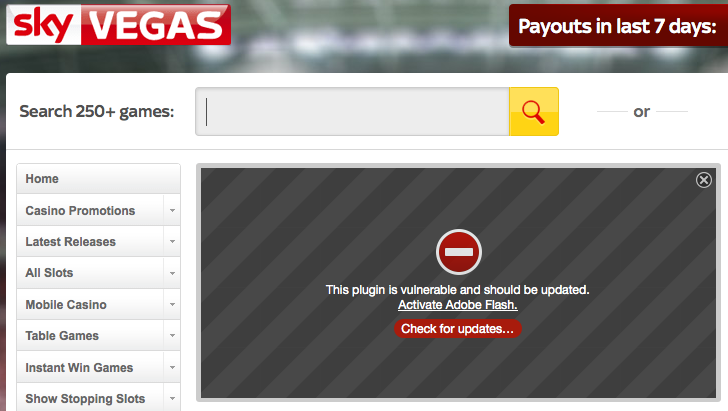 sky VEGAS
Payouts in last 7 days:
Search 250+ games:
or
Home
Casino Promotions
Latest Releases
All Slots
Mobile Casino
Table Games
Instant Win Games
Show Stopping Slots
This plugin is vulnerable and should be updated.
Activate Adobe Flash.
Check for updates…